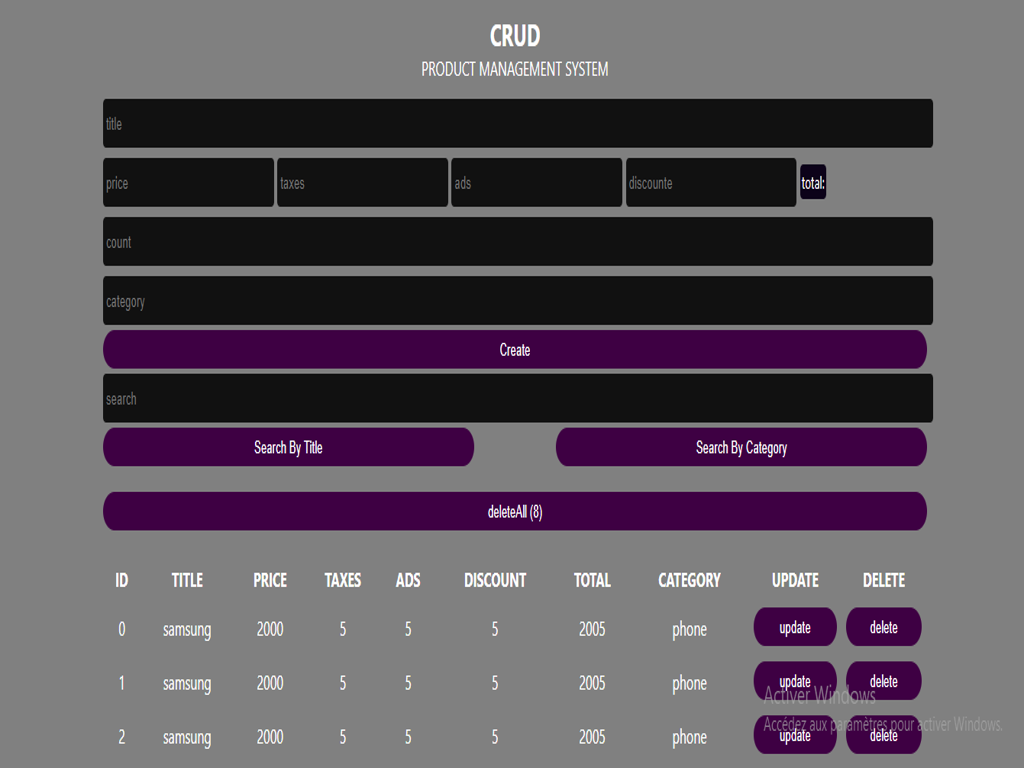 CRUD
PRODUCT MANAGEMENT SYSTEM
title
price taxes ads discounte total:
count
category
Create
search
Search By Title Search By Category
deleteAll (8)
ID TITLE PRICE TAXES ADS DISCOUNT TOTAL CATEGORY UPDATE DELETE
0 samsung 2000 5 5 5 2005 phone update delete
1 samsung 2000 5 5 5 2005 phone update delete
Activer Windows
Accédez aux paramètres pour activer Windows.
2 samsung 2000 5 5 5 2005 phone update delete